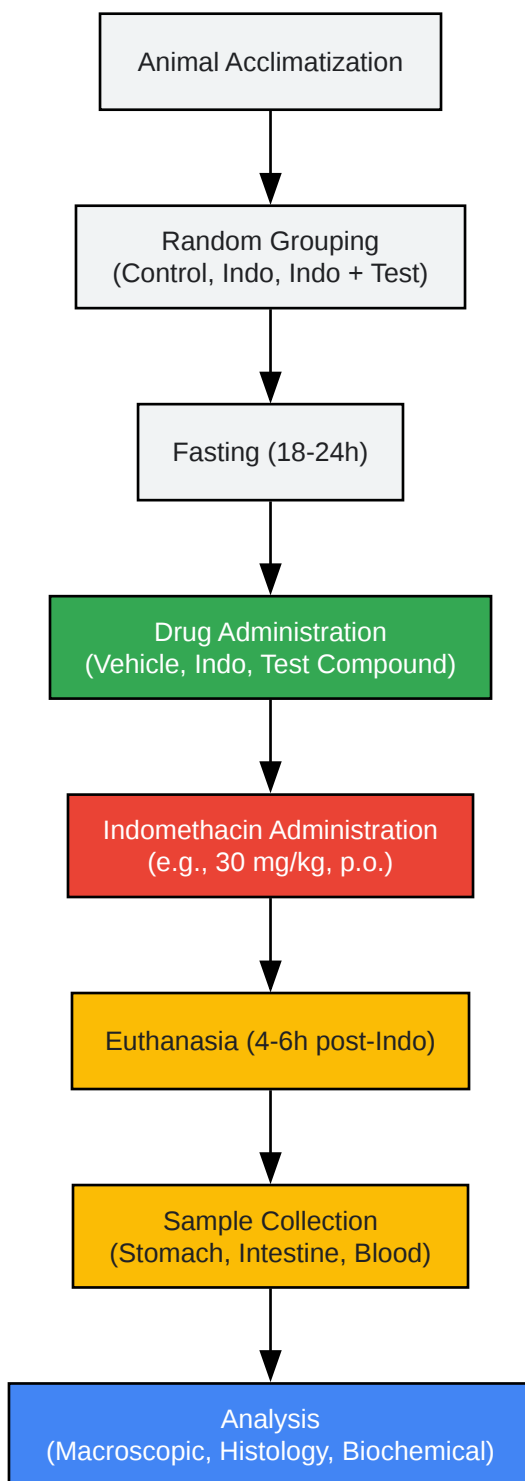 Animal Acclimatization
Random Grouping
(Control, Indo, Indo + Test)
Fasting (18-24h)
Drug Administration
(Vehicle, Indo, Test Compound)
Indomethacin Administration
(e.g., 30 mg/kg, p.o.)
Euthanasia (4-6h post-Indo)
Sample Collection
(Stomach, Intestine, Blood)
Analysis
(Macroscopic, Histology, Biochemical)